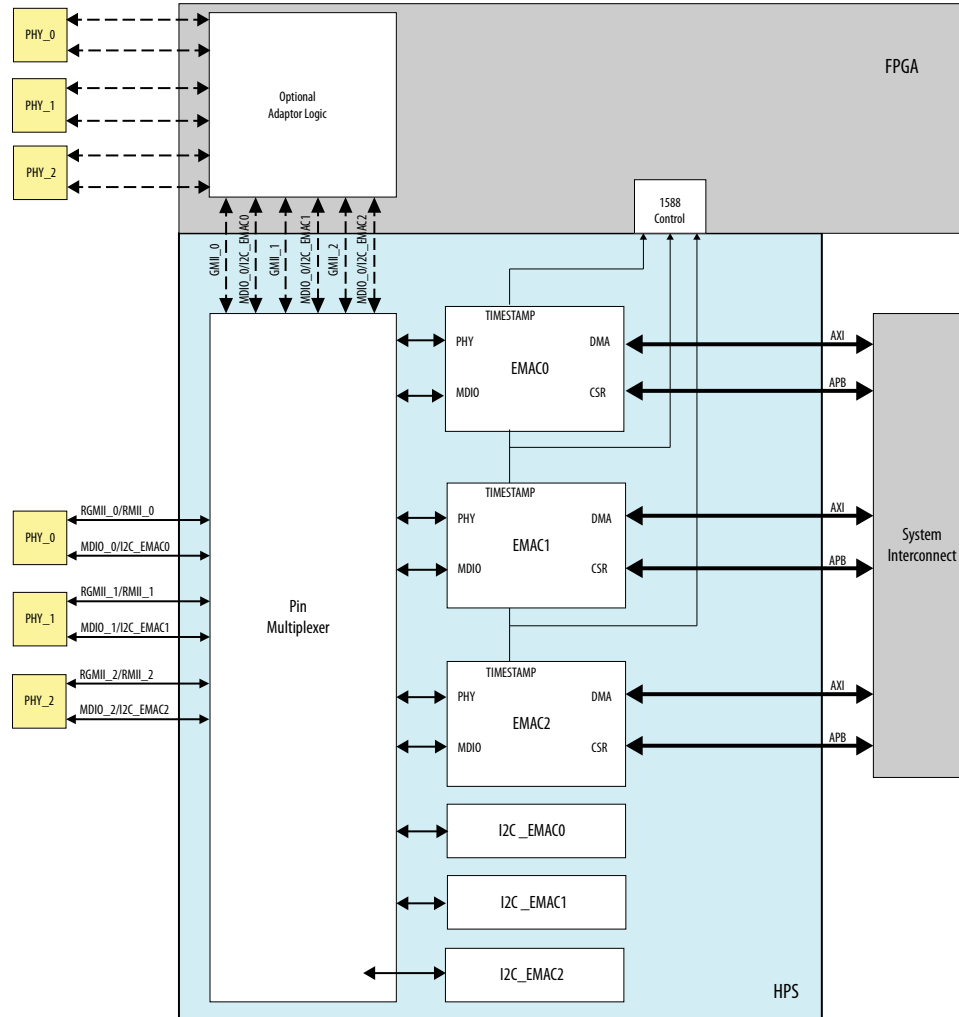 PHY_0
PHY_1
PHY_2
Optional
Adaptor Logic
FPGA
1588
Control
GMII_0
MDIO_0/I2C_EMAC0
GMII_1
MDIO_0/I2C_EMAC1
GMII_2
MDIO_0/I2C_EMAC2
TIMESTAMP
PHY
DMA
EMAC0
MDIO
CSR
AXI
APB
TIMESTAMP
PHY
DMA
EMAC1
MDIO
CSR
AXI
APB
TIMESTAMP
PHY
DMA
EMAC2
MDIO
CSR
AXI
APB
System
Interconnect
PHY_0
RGMII_0/RMII_0
MDIO_0/I2C_EMAC0
PHY_1
RGMII_1/RMII_1
MDIO_1/I2C_EMAC1
PHY_2
RGMII_2/RMII_2
MDIO_2/I2C_EMAC2
Pin
Multiplexer
I2C _EMAC0
I2C _EMAC1
I2C_EMAC2
HPS